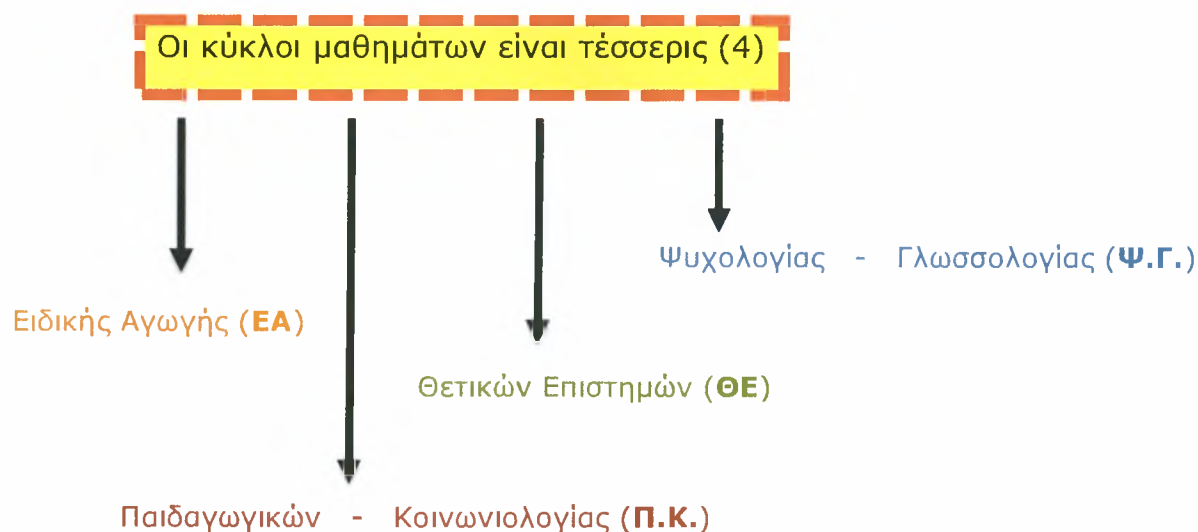 Οι κύκλοι μαθημάτων είναι τέσσερις (4)
Ψυχολογίας - Γλωσσολογίας (Ψ.Γ.)
Ειδικής Αγωγής (ΕΑ)
Θετικών Επιστημών (ΘΕ)
Παιδαγωγικών - Κοινωνιολογίας (Π.Κ.)